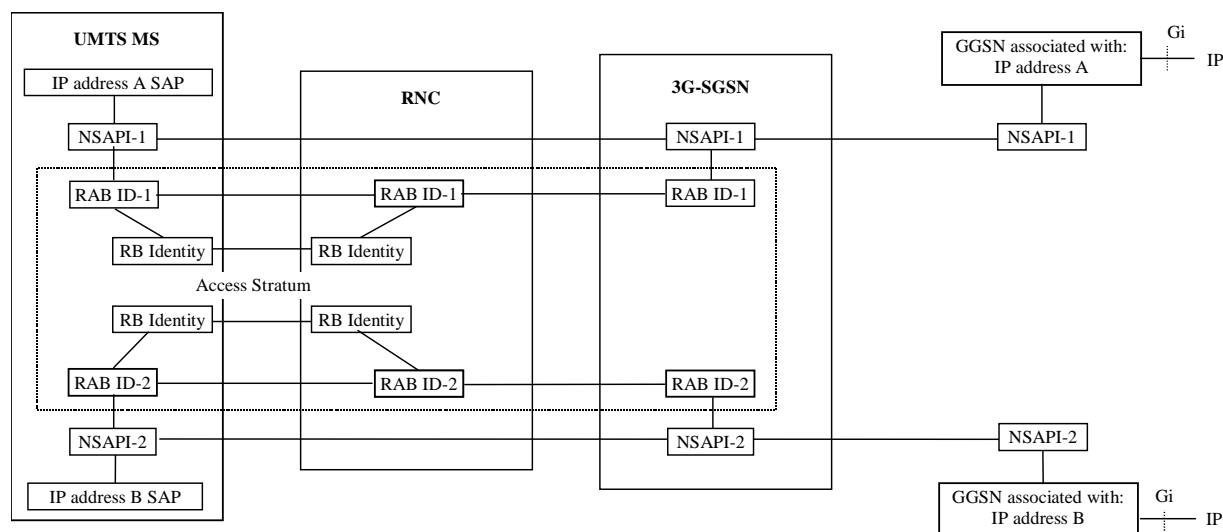 UMTS MS
IP address A SAP
NSAPI-1
RAB ID-1
RB Identity
RNC
RAB ID-1
RB Identity
3G-SGSN
NSAPI-1
RAB ID-1
GGSN associated with:
IP address A
Gi
IP
NSAPI-1
Access Stratum
RB Identity
RAB ID-2
NSAPI-2
IP address B SAP
RB Identity
RAB ID-2
RAB ID-2
NSAPI-2
NSAPI-2
GGSN associated with:
IP address B
Gi
IP